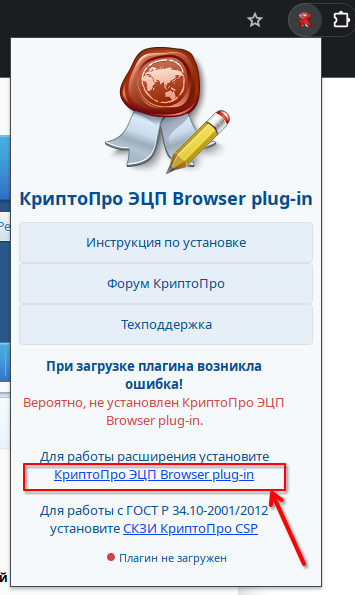 КриптоПро ЭЦП Browser plug-in
Ре
Инструкция по установке
Форум КриптоПро
Техподдержка
При загрузке плагина возникла
ошибка!
Вероятно, не установлен КриптоПро ЭЦП
Browser plug-in.
Для работы расширения установите
КриптоПро ЭЦП Browser plug-in
Для работы с ГОСТ Р 34.10-2001/2012
установите СКЗИ КриптоПро CSP
Плагин не загружен
й